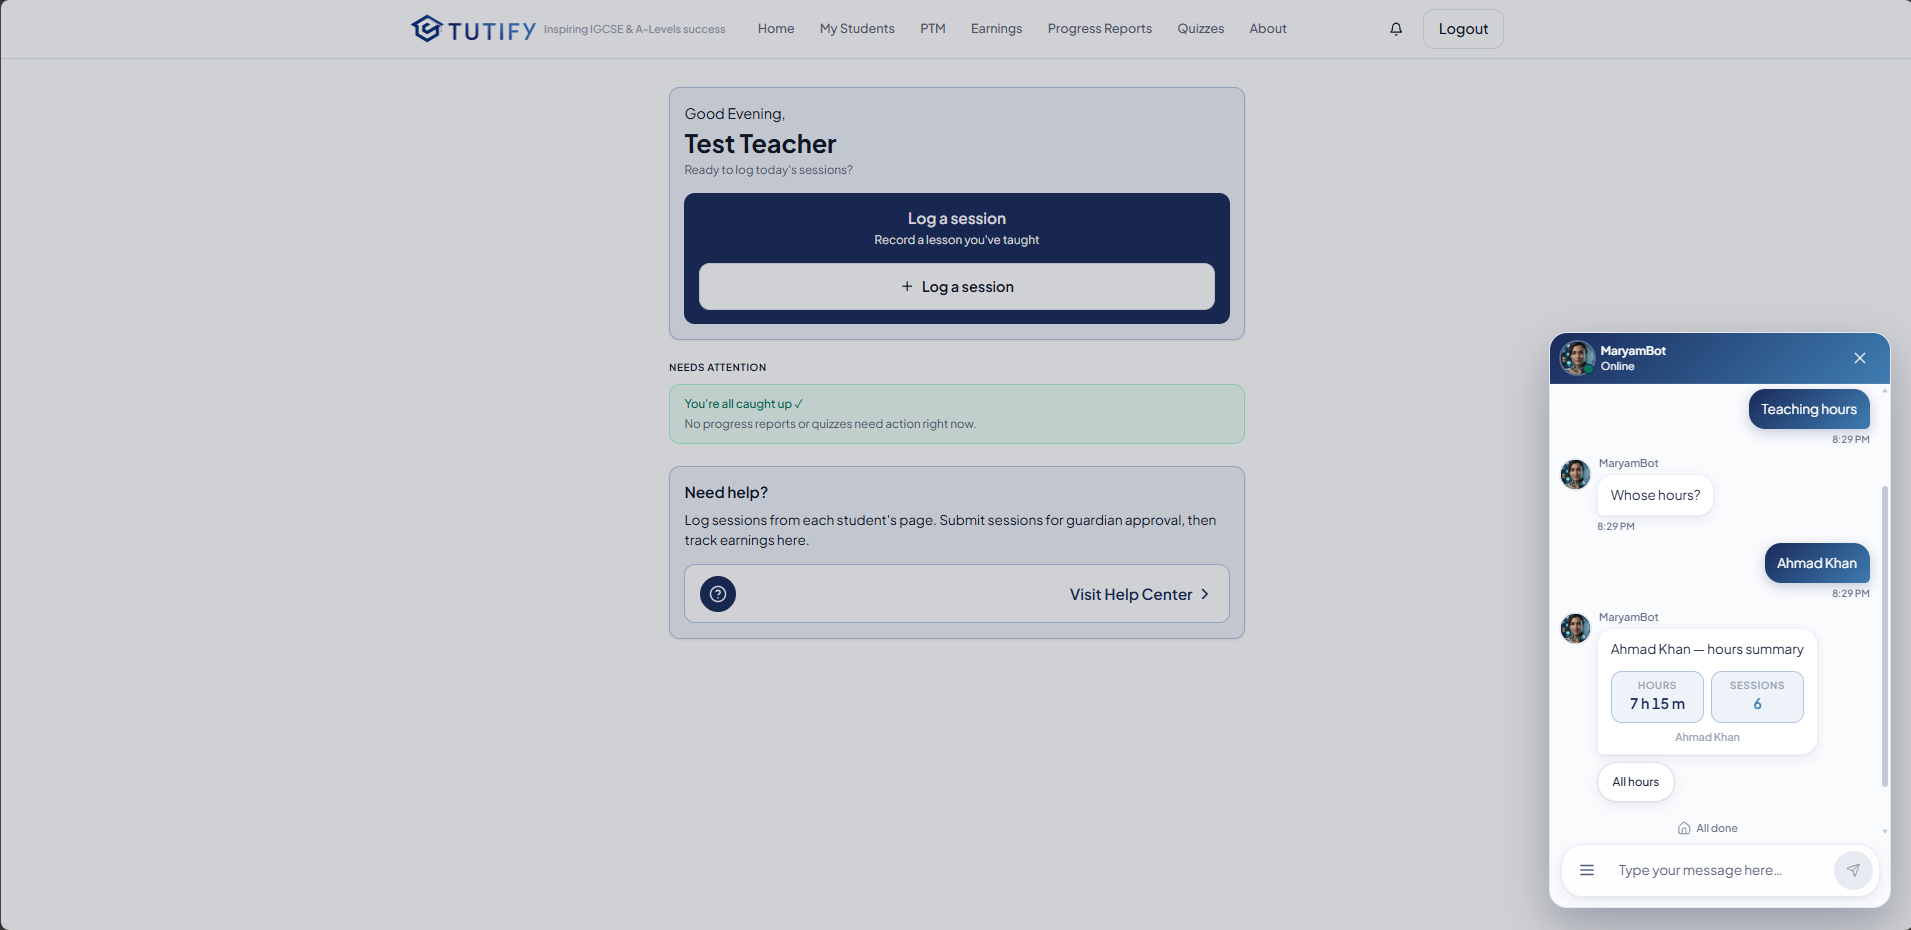 TUTIFY Inspiring IGCSE & A-Levels success Home My Students PTM Earnings Progress Reports Quizzes About Logout
Good Evening,
Test Teacher
Ready to log today's sessions?
Log a session
Record a lesson you've taught
+ Log a session
NEEDS ATTENTION
You're all caught up ✓
No progress reports or quizzes need action right now.
Need help?
Log sessions from each student's page. Submit sessions for guardian approval, then
track earnings here.
Visit Help Center
MaryamBot
Online
Teaching hours
8:29 PM
MaryamBot
Whose hours?
8:29 PM
Ahmad Khan
8:29 PM
MaryamBot
Ahmad Khan — hours summary
HOURS SESSIONS
7 h 15 m 6
Ahmad Khan
All hours
All done
Type your message here...